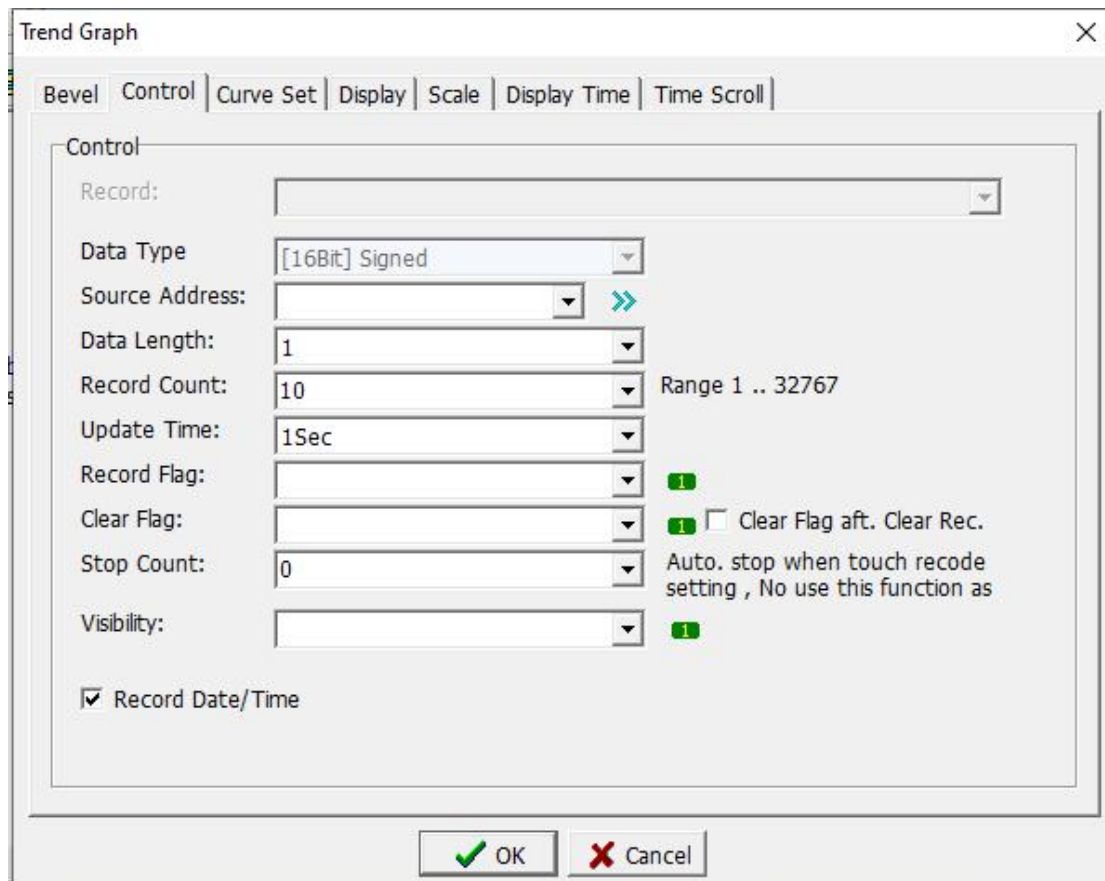 Trend Graph
Bevel Control Curve Set Display Scale Display Time Time Scroll
Control
Record:
Data Type [16Bit] Signed
Source Address:
Data Length: 1
Record Count: 10 Range 1 .. 32767
Update Time: 1Sec
Record Flag: 1
Clear Flag: 1 Clear Flag aft. Clear Rec.
Stop Count: 0 Auto. stop when touch recode
setting , No use this function as
Visibility: 1
Record Date/Time
OK Cancel